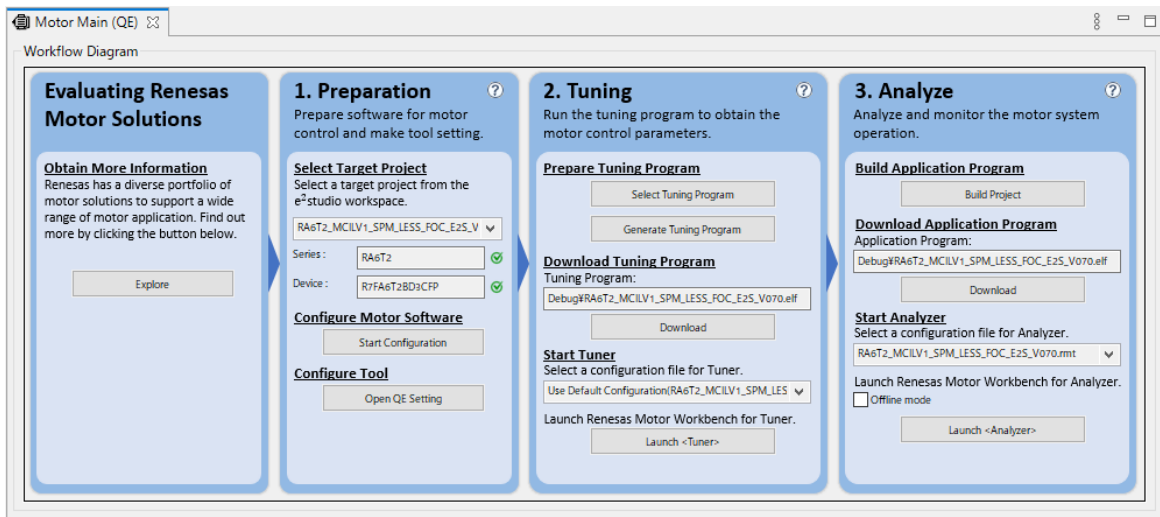 Motor Main (QE)
Workflow Diagram
Evaluating Renesas
Motor Solutions
Obtain More Information
Renesas has a diverse portfolio of
motor solutions to support a wide
range of motor application. Find out
more by clicking the button below.
Explore
1. Preparation
?
Prepare software for motor
control and make tool setting.
Select Target Project
Select a target project from the
e²studio workspace.
RA6T2_MCILV1_SPM_LESS_FOC_E2S_V
Series : RA6T2
Device : R7FA6T2BD3CFP
Configure Motor Software
Start Configuration
Configure Tool
Open QE Setting
2. Tuning
?
Run the tuning program to obtain the
motor control parameters.
Prepare Tuning Program
Select Tuning Program
Generate Tuning Program
Download Tuning Program
Tuning Program:
Debug¥RA6T2_MCILV1_SPM_LESS_FOC_E2S_V070.elf
Download
Start Tuner
Select a configuration file for Tuner.
Use Default Configuration(RA6T2_MCILV1_SPM_LES
Launch Renesas Motor Workbench for Tuner.
Launch <Tuner>
3. Analyze
?
Analyze and monitor the motor system
operation.
Build Application Program
Build Project
Download Application Program
Application Program:
Debug¥RA6T2_MCILV1_SPM_LESS_FOC_E2S_V070.elf
Download
Start Analyzer
Select a configuration file for Analyzer.
RA6T2_MCILV1_SPM_LESS_FOC_E2S_V070.rmt
Launch Renesas Motor Workbench for Analyzer.
Offline mode
Launch <Analyzer>